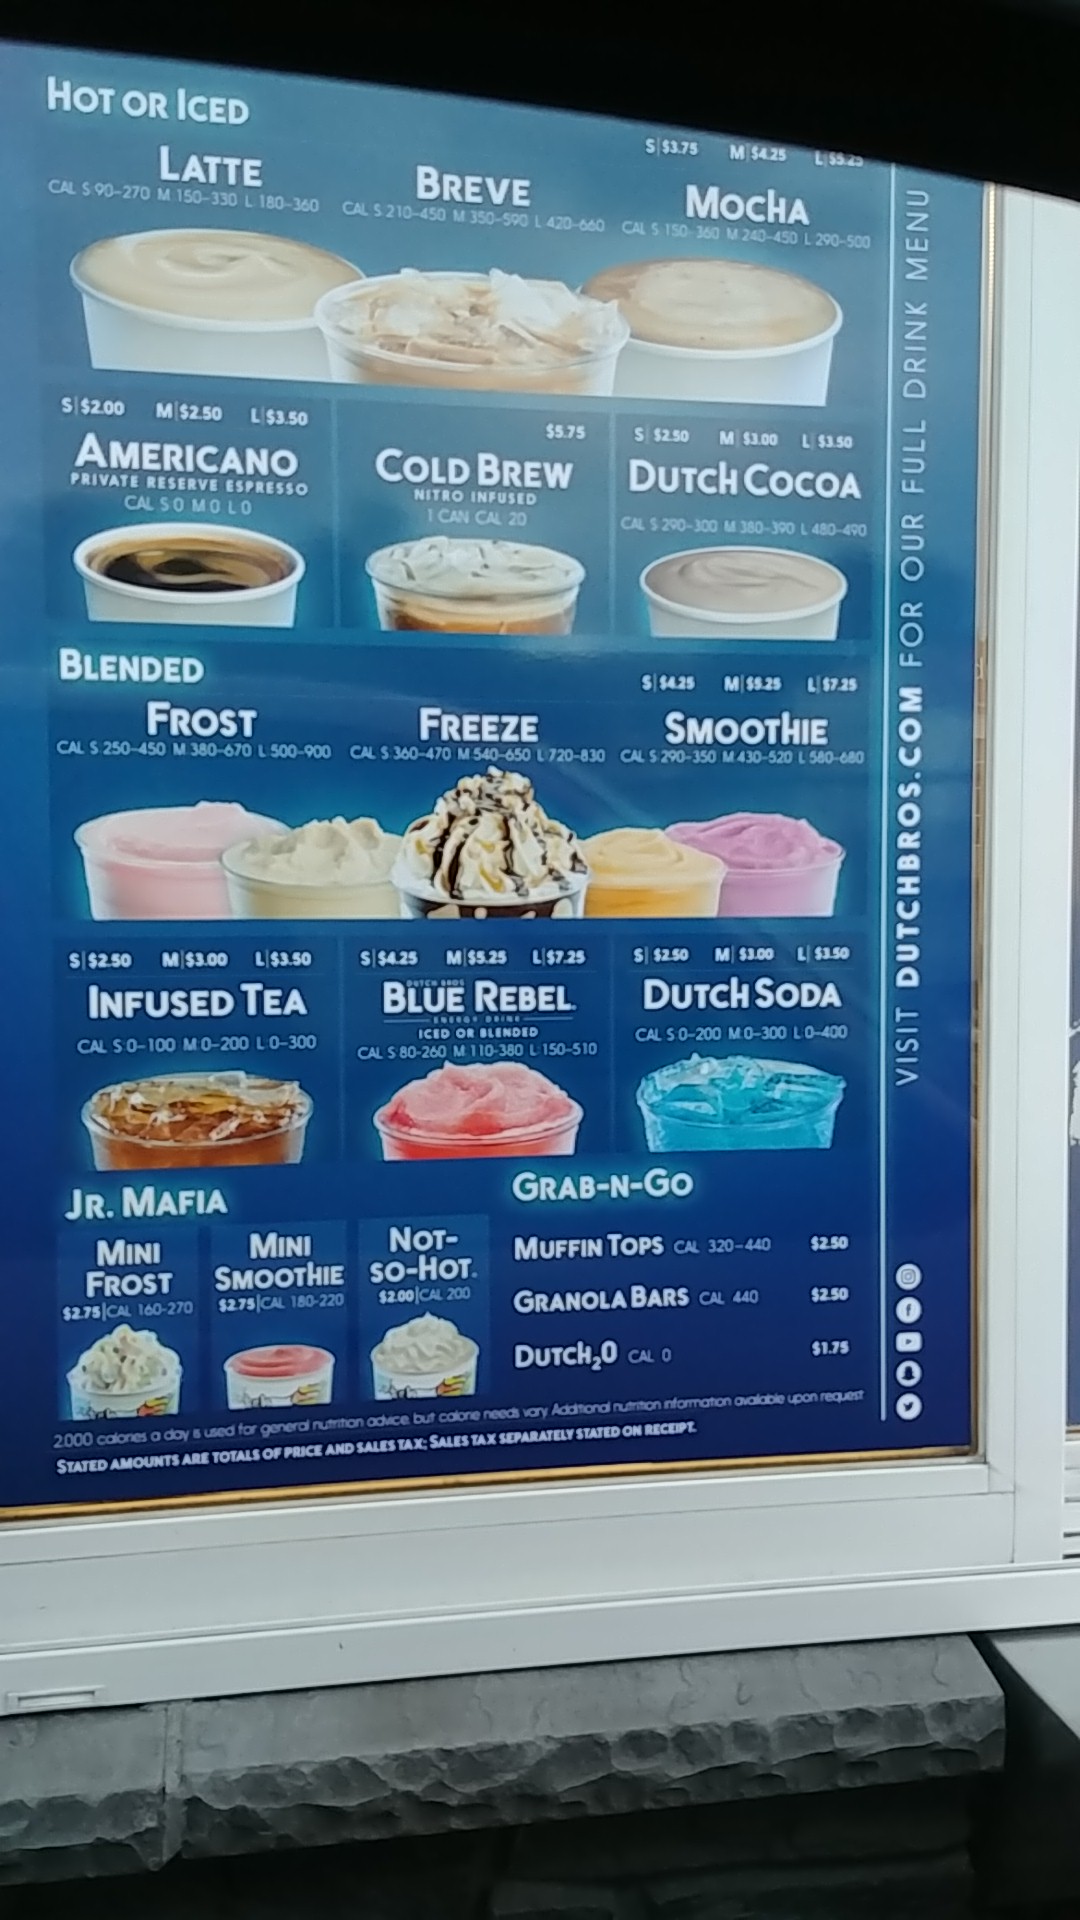 HOT OR ICED
S|$3.75 M|$4.25 L|$5.25
LATTE
CAL S 90-270 M 150-330 L 180-360
BREVE
CAL S 210-450 M 350-590 L 420-660
MOCHA
CAL S 150-360 M 240-450 L 290-500
S|$2.00 M|$2.50 L|$3.50
AMERICANO
PRIVATE RESERVE ESPRESSO
CAL S 0 M 0 L 0
$5.75
COLD BREW
NITRO INFUSED
1 CAN CAL 20
S|$2.50 M|$3.00 L|$3.50
DUTCH COCOA
CAL S 290-300 M 380-390 L 480-490
BLENDED
S|$4.25 M|$5.25 L|$7.25
FROST
CAL S 250-450 M 380-670 L 500-900
FREEZE
CAL S 360-470 M 540-650 L 720-830
SMOOTHIE
CAL S 290-350 M 430-520 L 580-680
S|$2.50 M|$3.00 L|$3.50
INFUSED TEA
CAL S 0-100 M 0-200 L 0-300
S|$4.25 M|$5.25 L|$7.25
DUTCH BROS
BLUE REBEL
ENERGY DRINK
ICED OR BLENDED
CAL S 80-260 M 110-380 L 150-510
S|$2.50 M|$3.00 L|$3.50
DUTCH SODA
CAL S 0-200 M 0-300 L 0-400
JR. MAFIA
MINI
FROST
$2.75|CAL 160-270
MINI
SMOOTHIE
$2.75|CAL 180-220
NOT-
SO-HOT
$2.00|CAL 200
GRAB-N-GO
MUFFIN TOPS CAL 320-440 $2.50
GRANOLA BARS CAL 440 $2.50
DUTCH₂O CAL 0 $1.75
2,000 calories a day is used for general nutrition advice, but calorie needs vary. Additional nutrition information available upon request.
STATED AMOUNTS ARE TOTALS OF PRICE AND SALES TAX; SALES TAX SEPARATELY STATED ON RECEIPT.
VISIT DUTCHBROS.COM FOR OUR FULL DRINK MENU